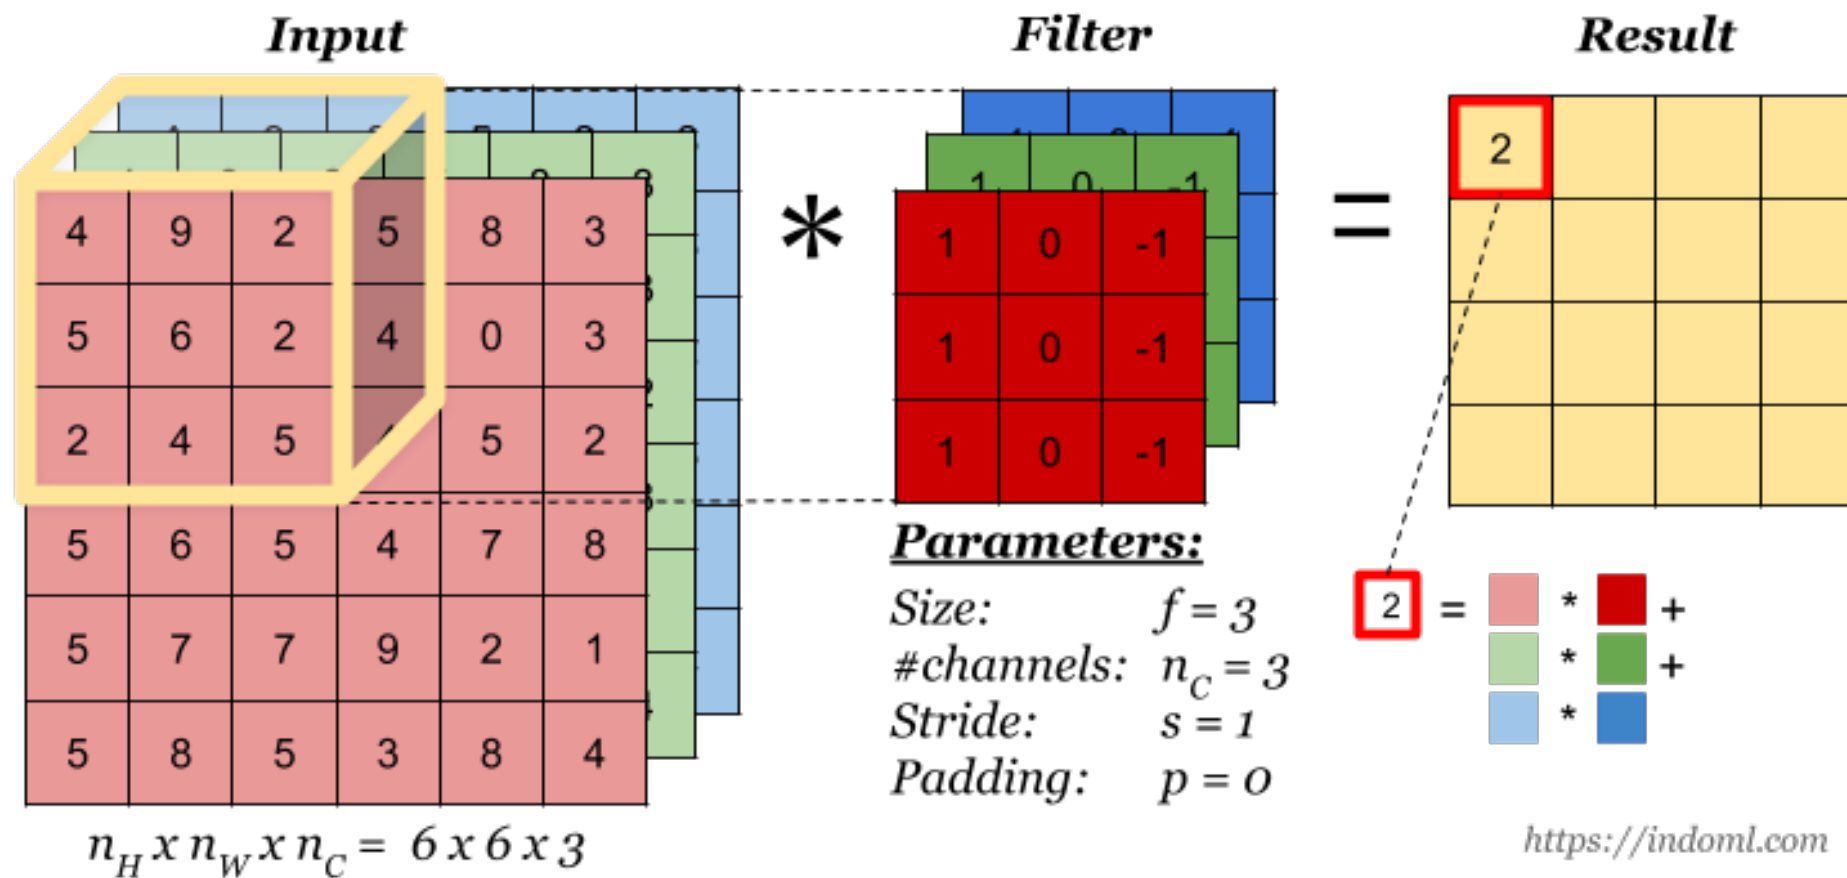 Input
Filter
Result
4 9 2 5 8 3
5 6 2 4 0 3
2 4 5 5 2
5 6 5 4 7 8
5 7 7 9 2 1
5 8 5 3 8 4
n_H x n_W x n_C = 6 x 6 x 3
*
1 0 -1
1 0 -1
1 0 -1
1 0 -1
=
2
Parameters:
Size: f = 3
#channels: n_C = 3
Stride: s = 1
Padding: p = 0
2 = * +
* +
*
https://indoml.com